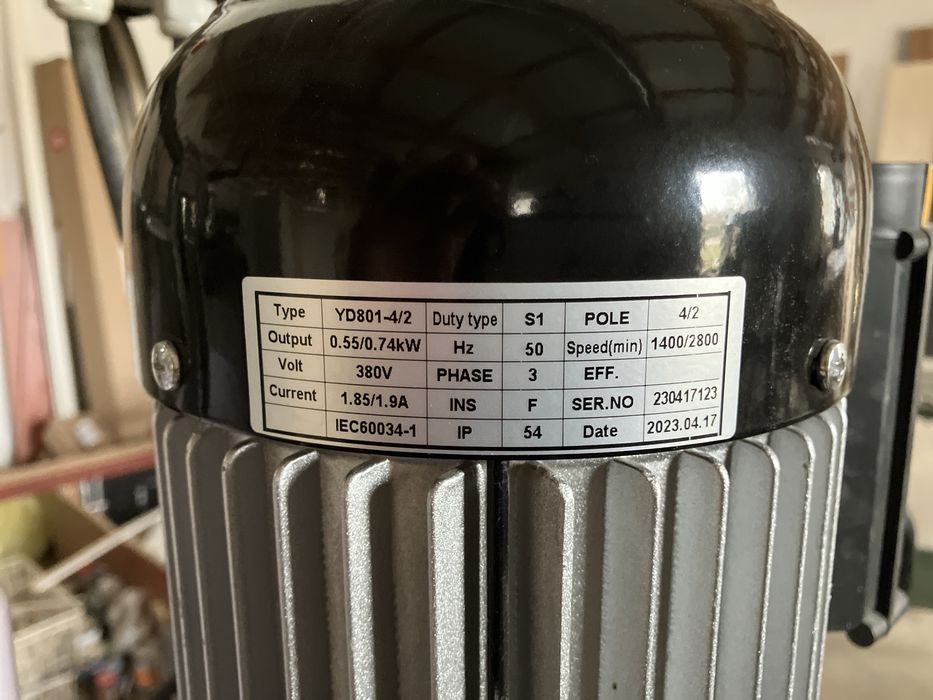 Type YD801-4/2 Duty type S1 POLE 4/2
Output 0.55/0.74kW Hz 50 Speed(min) 1400/2800
Volt 380V PHASE 3 EFF.
Current 1.85/1.9A INS F SER.NO 230417123
IEC60034-1 IP 54 Date 2023.04.17